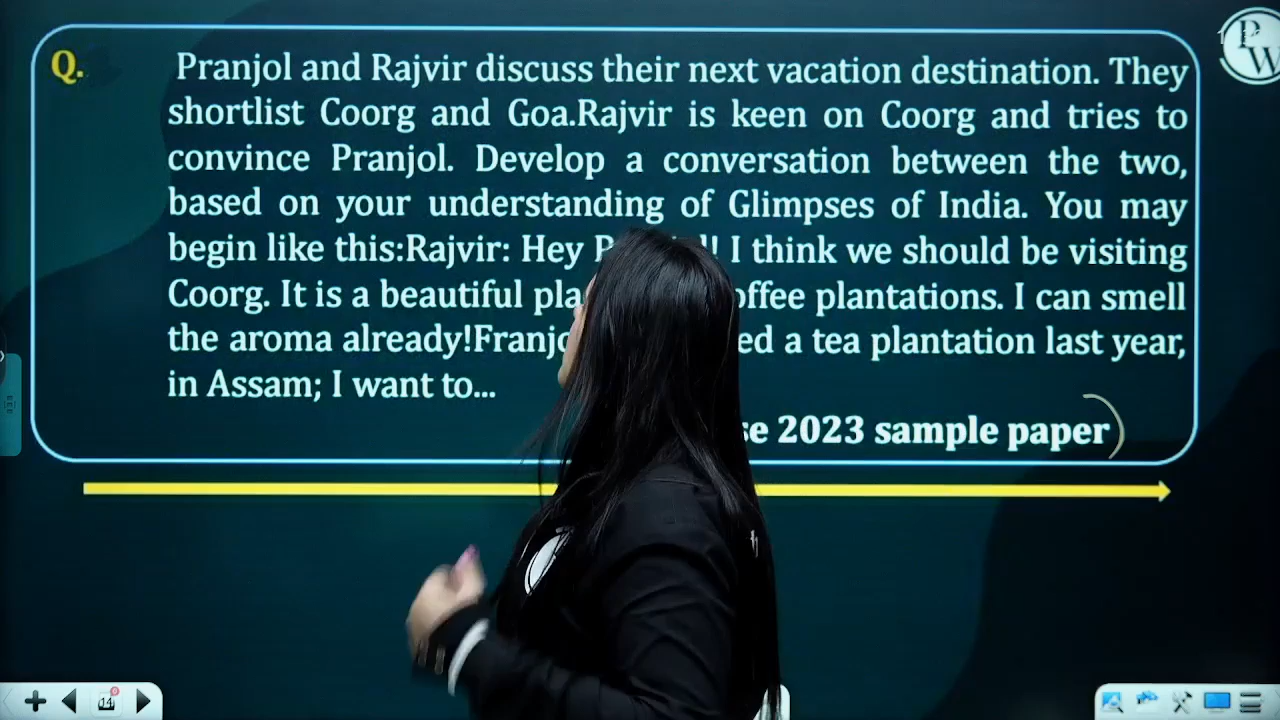 Q. Pranjol and Rajvir discuss their next vacation destination. They
shortlist Coorg and Goa.Rajvir is keen on Coorg and tries to
convince Pranjol. Develop a conversation between the two,
based on your understanding of Glimpses of India. You may
begin like this:Rajvir: Hey ! I think we should be visiting
Coorg. It is a beautiful plantations. I can smell
the aroma already! a tea plantation last year,
in Assam; I want to...
2023 sample paper)
PW
14